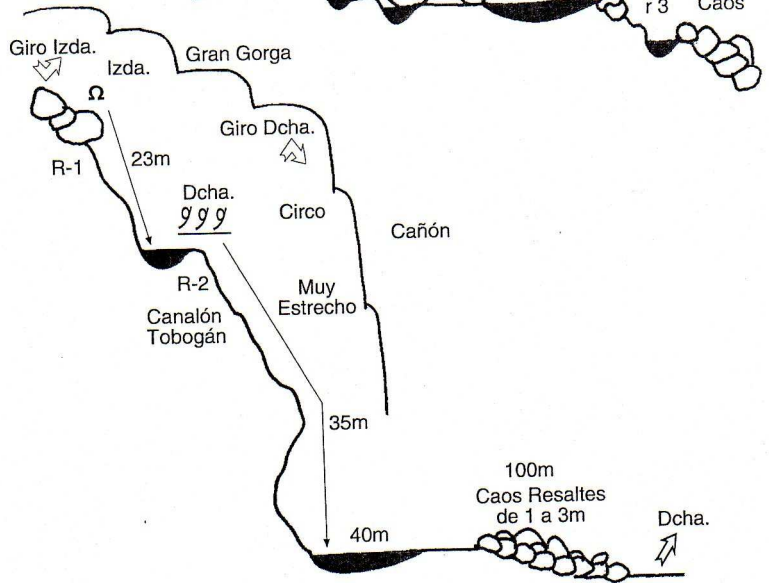 r 3
Caos
Giro Izda.
Izda.
Gran Gorga
Ω
Giro Dcha.
R-1
23m
Dcha.
Circo
Cañón
R-2
Muy
Estrecho
Canalón
Tobogán
35m
100m
Caos Resaltes
de 1 a 3m
Dcha.
40m